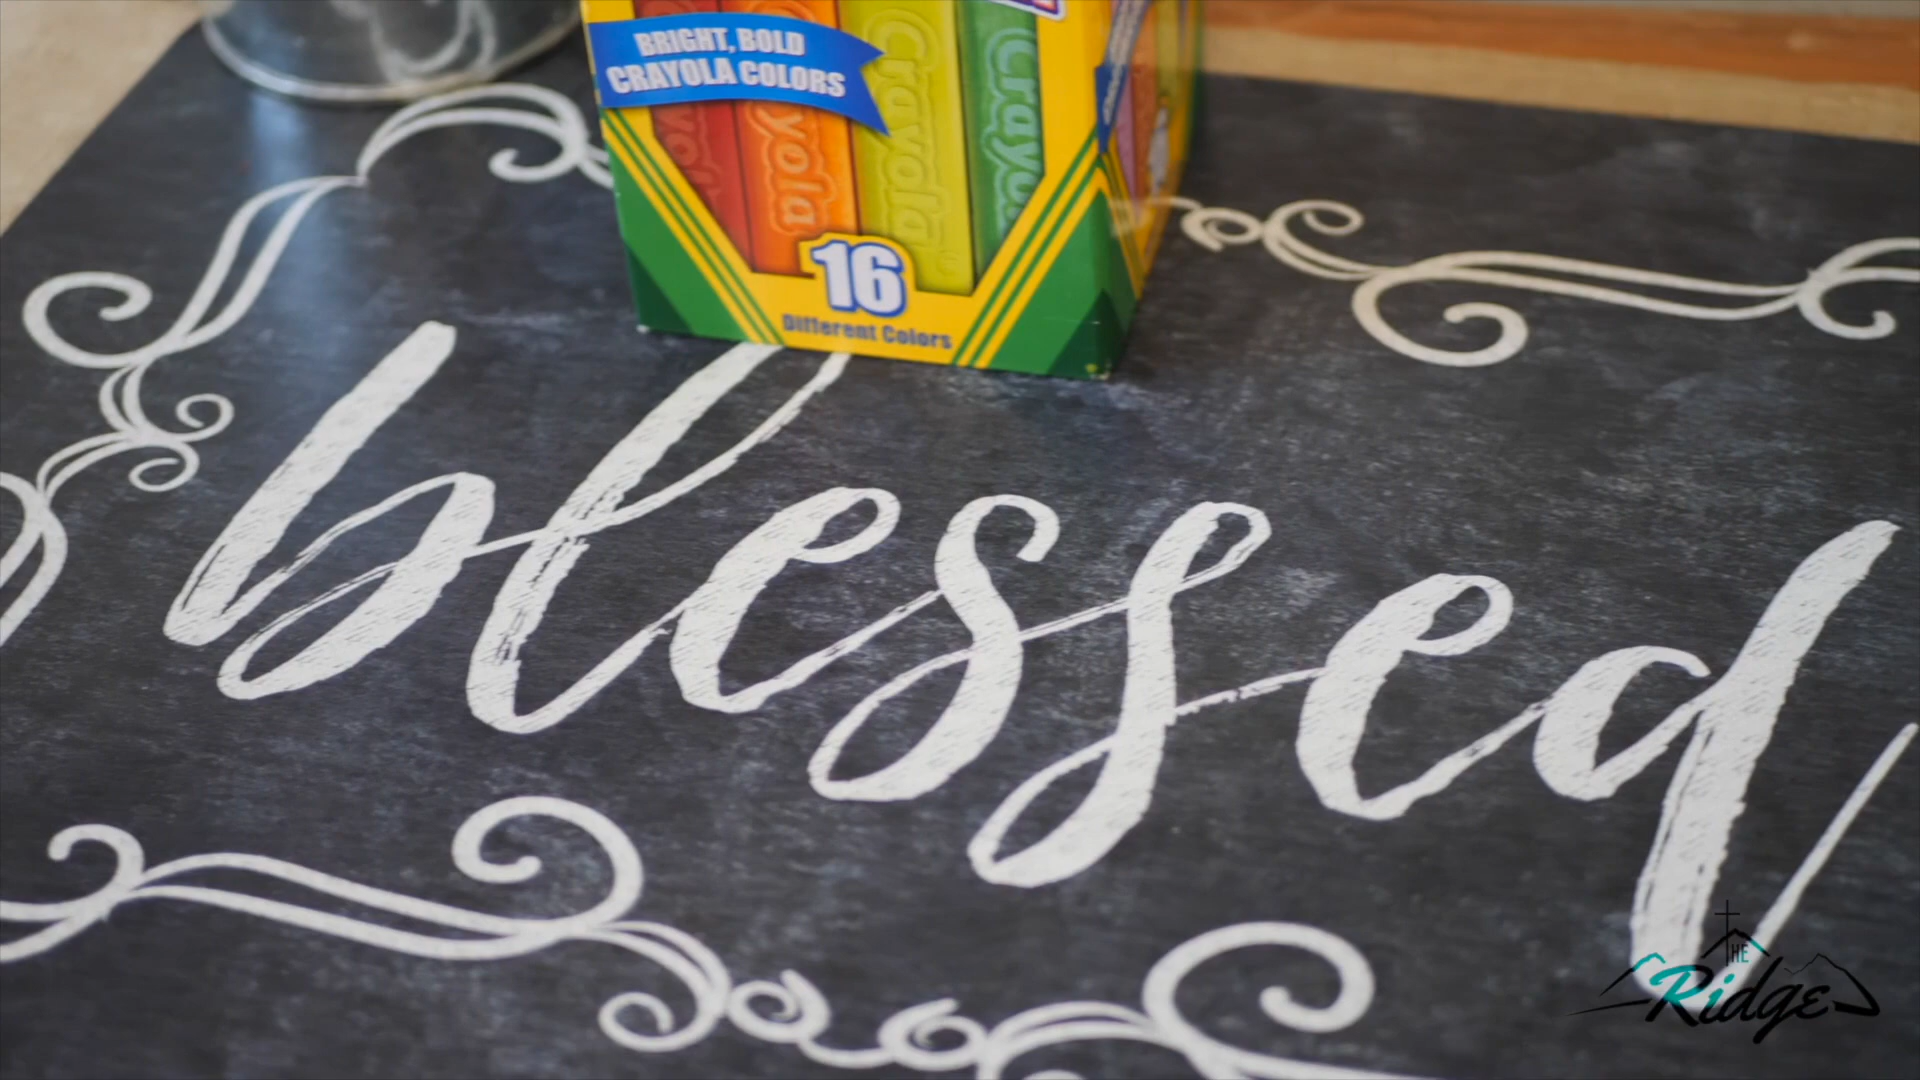 BRIGHT, BOLD
CRAYOLA COLORS
Crayola
Crayola
16
Different Colors
blessed
THE
Ridge